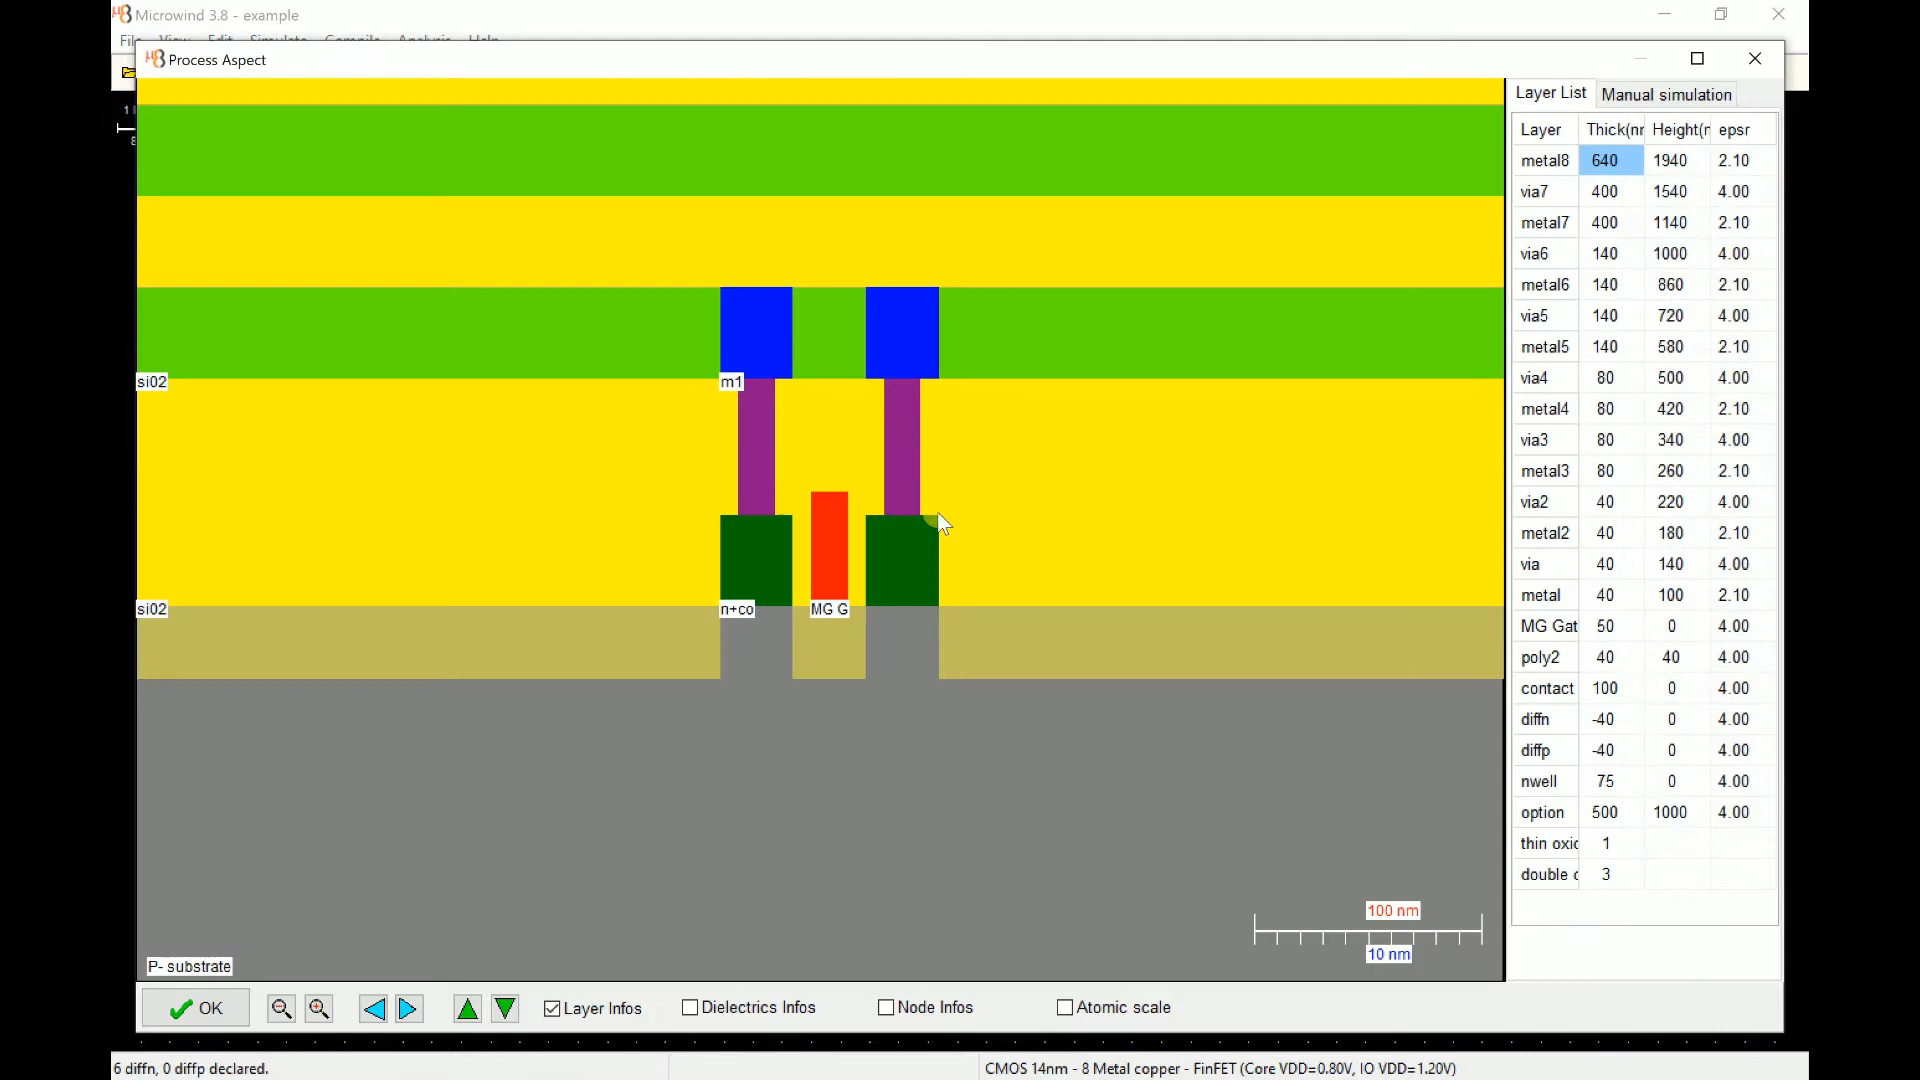 Microwind 3.8 - example
File View Edit Simulate Compile Analysis Help
Process Aspect
Layer List Manual simulation
Layer Thick(nr Height(r epsr
metal8 640 1940 2.10
via7 400 1540 4.00
metal7 400 1140 2.10
via6 140 1000 4.00
metal6 140 860 2.10
via5 140 720 4.00
metal5 140 580 2.10
via4 80 500 4.00
metal4 80 420 2.10
via3 80 340 4.00
metal3 80 260 2.10
via2 40 220 4.00
metal2 40 180 2.10
via 40 140 4.00
metal 40 100 2.10
MG Gat 50 0 4.00
poly2 40 40 4.00
contact 100 0 4.00
diffn -40 0 4.00
diffp -40 0 4.00
nwell 75 0 4.00
option 500 1000 4.00
thin oxic 1
double c 3
si02 m1
si02 n+co MG G
100 nm
10 nm
P- substrate
OK Layer Infos Dielectrics Infos Node Infos Atomic scale
6 diffn, 0 diffp declared. CMOS 14nm - 8 Metal copper - FinFET (Core VDD=0.80V, IO VDD=1.20V)